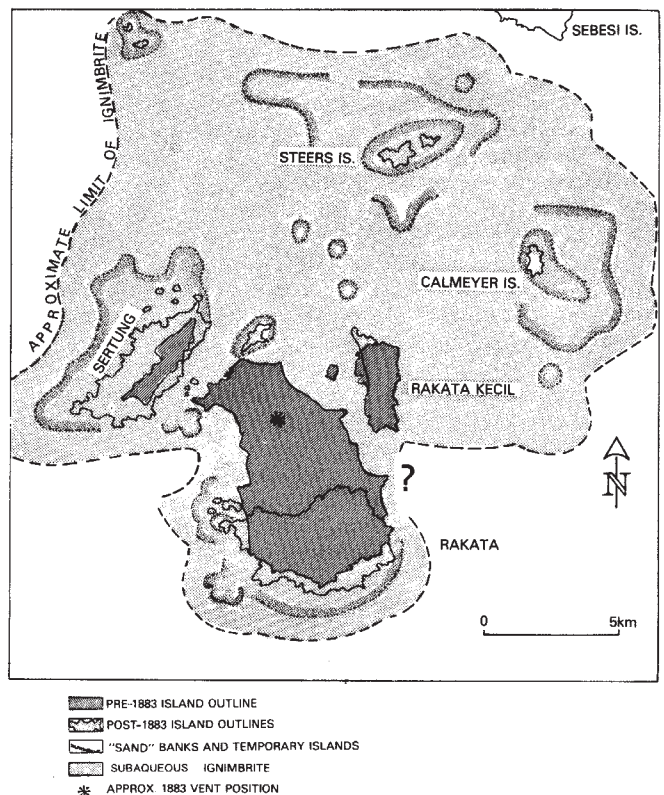 SEBESI IS.
APPROXIMATE LIMIT OF IGNIMBRITE
STEERS IS.
CALMEYER IS.
SERTUNG
RAKATA KECIL
?
N
RAKATA
0 5km
PRE-1883 ISLAND OUTLINE
POST-1883 ISLAND OUTLINES
"SAND" BANKS AND TEMPORARY ISLANDS
SUBAQUEOUS IGNIMBRITE
APPROX. 1883 VENT POSITION